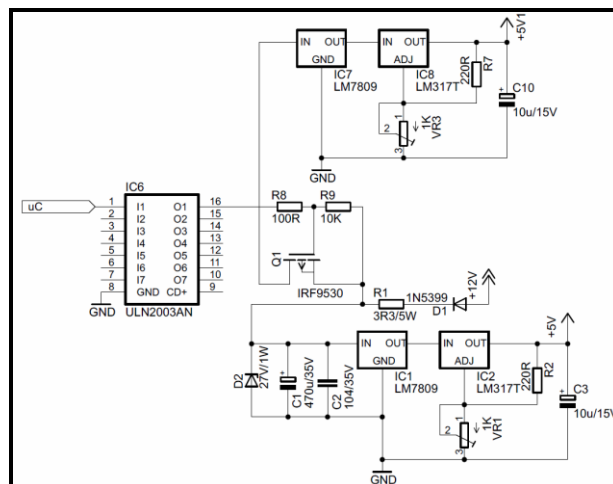 +5V1
IN OUT
GND
IC7
LM7809
IN OUT
ADJ
IC8
LM317T
220R
R7
+
C10
10u/15V
1
2
3
1K
VR3
GND
IC6
uC
1 I1 O1 16
2 I2 O2 15
3 I3 O3 14
4 I4 O4 13
5 I5 O5 12
6 I6 O6 11
7 I7 O7 10
8 GND CD+ 9
GND
ULN2003AN
R8
100R
R9
10K
Q1
IRF9530
R1
3R3/5W
1N5399
D1
+12V
+5V
D2
27V/1W
+
C1
470u/35V
C2
104/35V
IN OUT
GND
IC1
LM7809
IN OUT
ADJ
IC2
LM317T
220R
R2
+
C3
10u/15V
1
2
3
1K
VR1
GND